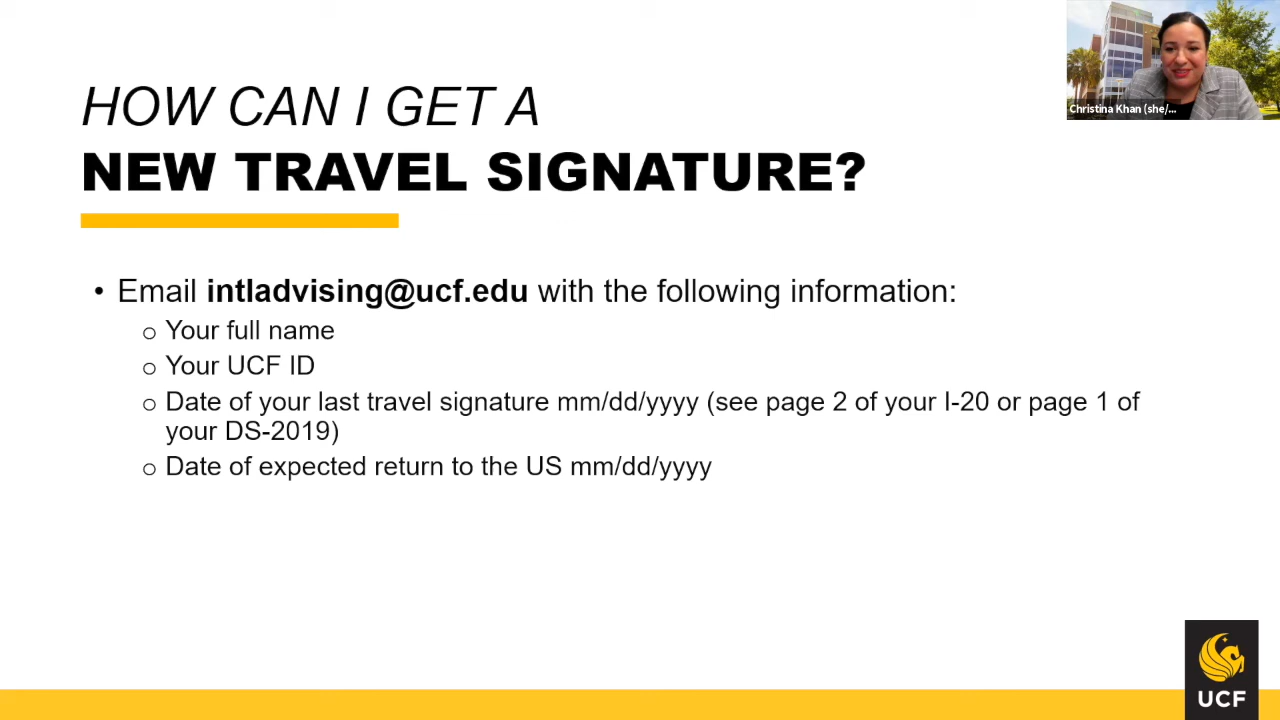 Christina Khan (she/...
HOW CAN I GET A
NEW TRAVEL SIGNATURE?
• Email intladvising@ucf.edu with the following information:
o Your full name
o Your UCF ID
o Date of your last travel signature mm/dd/yyyy (see page 2 of your I-20 or page 1 of
your DS-2019)
o Date of expected return to the US mm/dd/yyyy
UCF